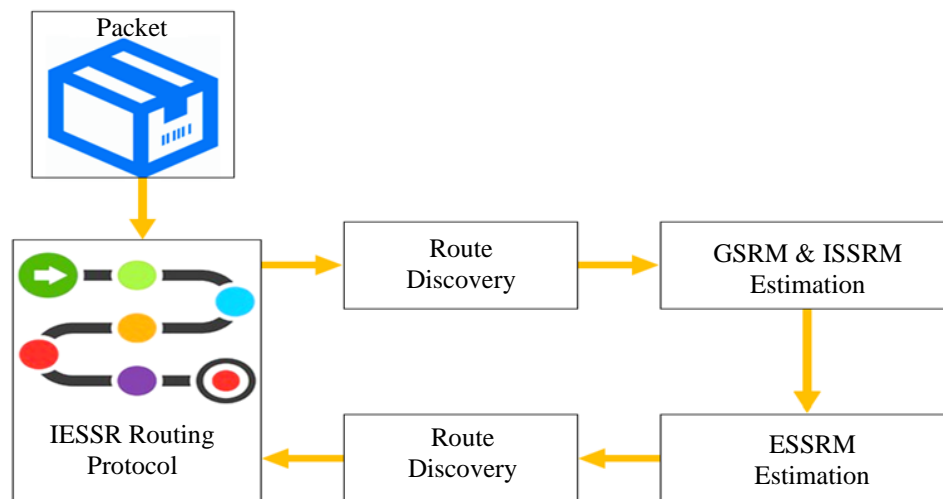 Packet
Route
Discovery
GSRM & ISSRM
Estimation
IESSR Routing
Protocol
Route
Discovery
ESSRM
Estimation